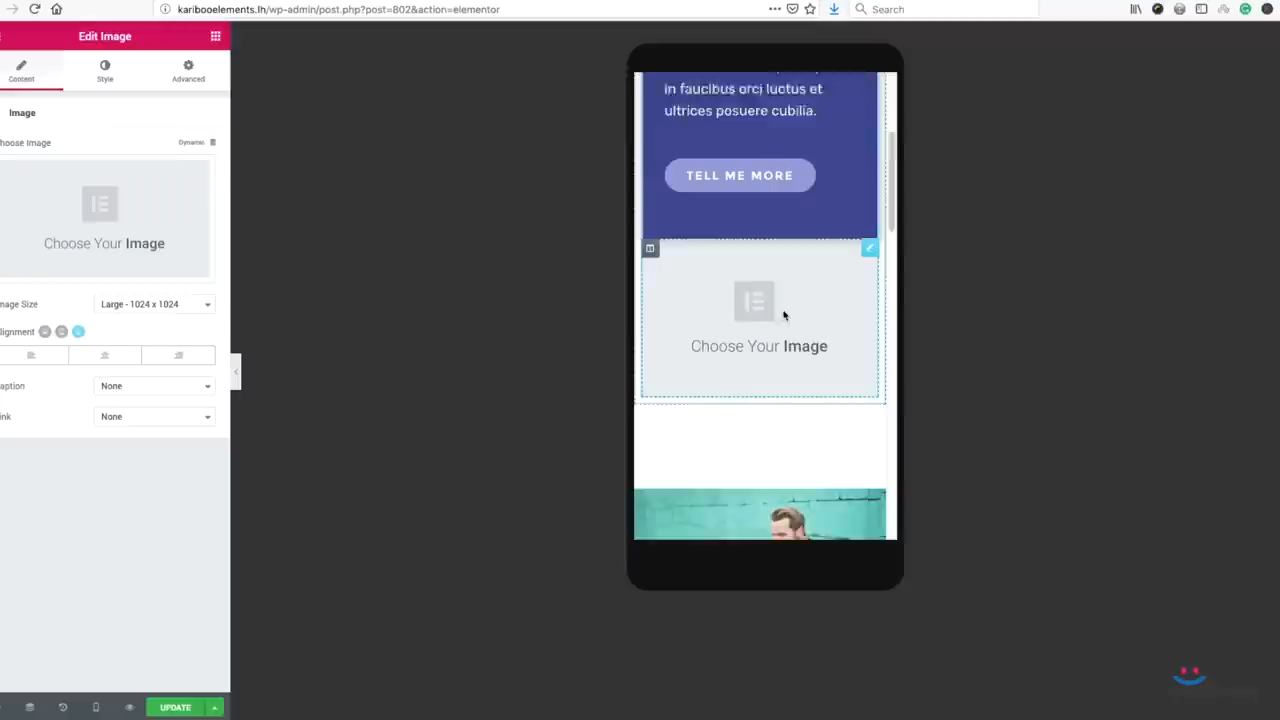 karibooelements.lh/wp-admin/post.php?post=802&action=elementor
Search
Edit Image
Content
Style
Advanced
Image
hoose Image
Dynamic
Choose Your Image
mage Size
Large - 1024 x 1024
lignment
aption
None
ink
None
UPDATE
in faucibus orci luctus et
ultrices posuere cubilia.
TELL ME MORE
Choose Your Image